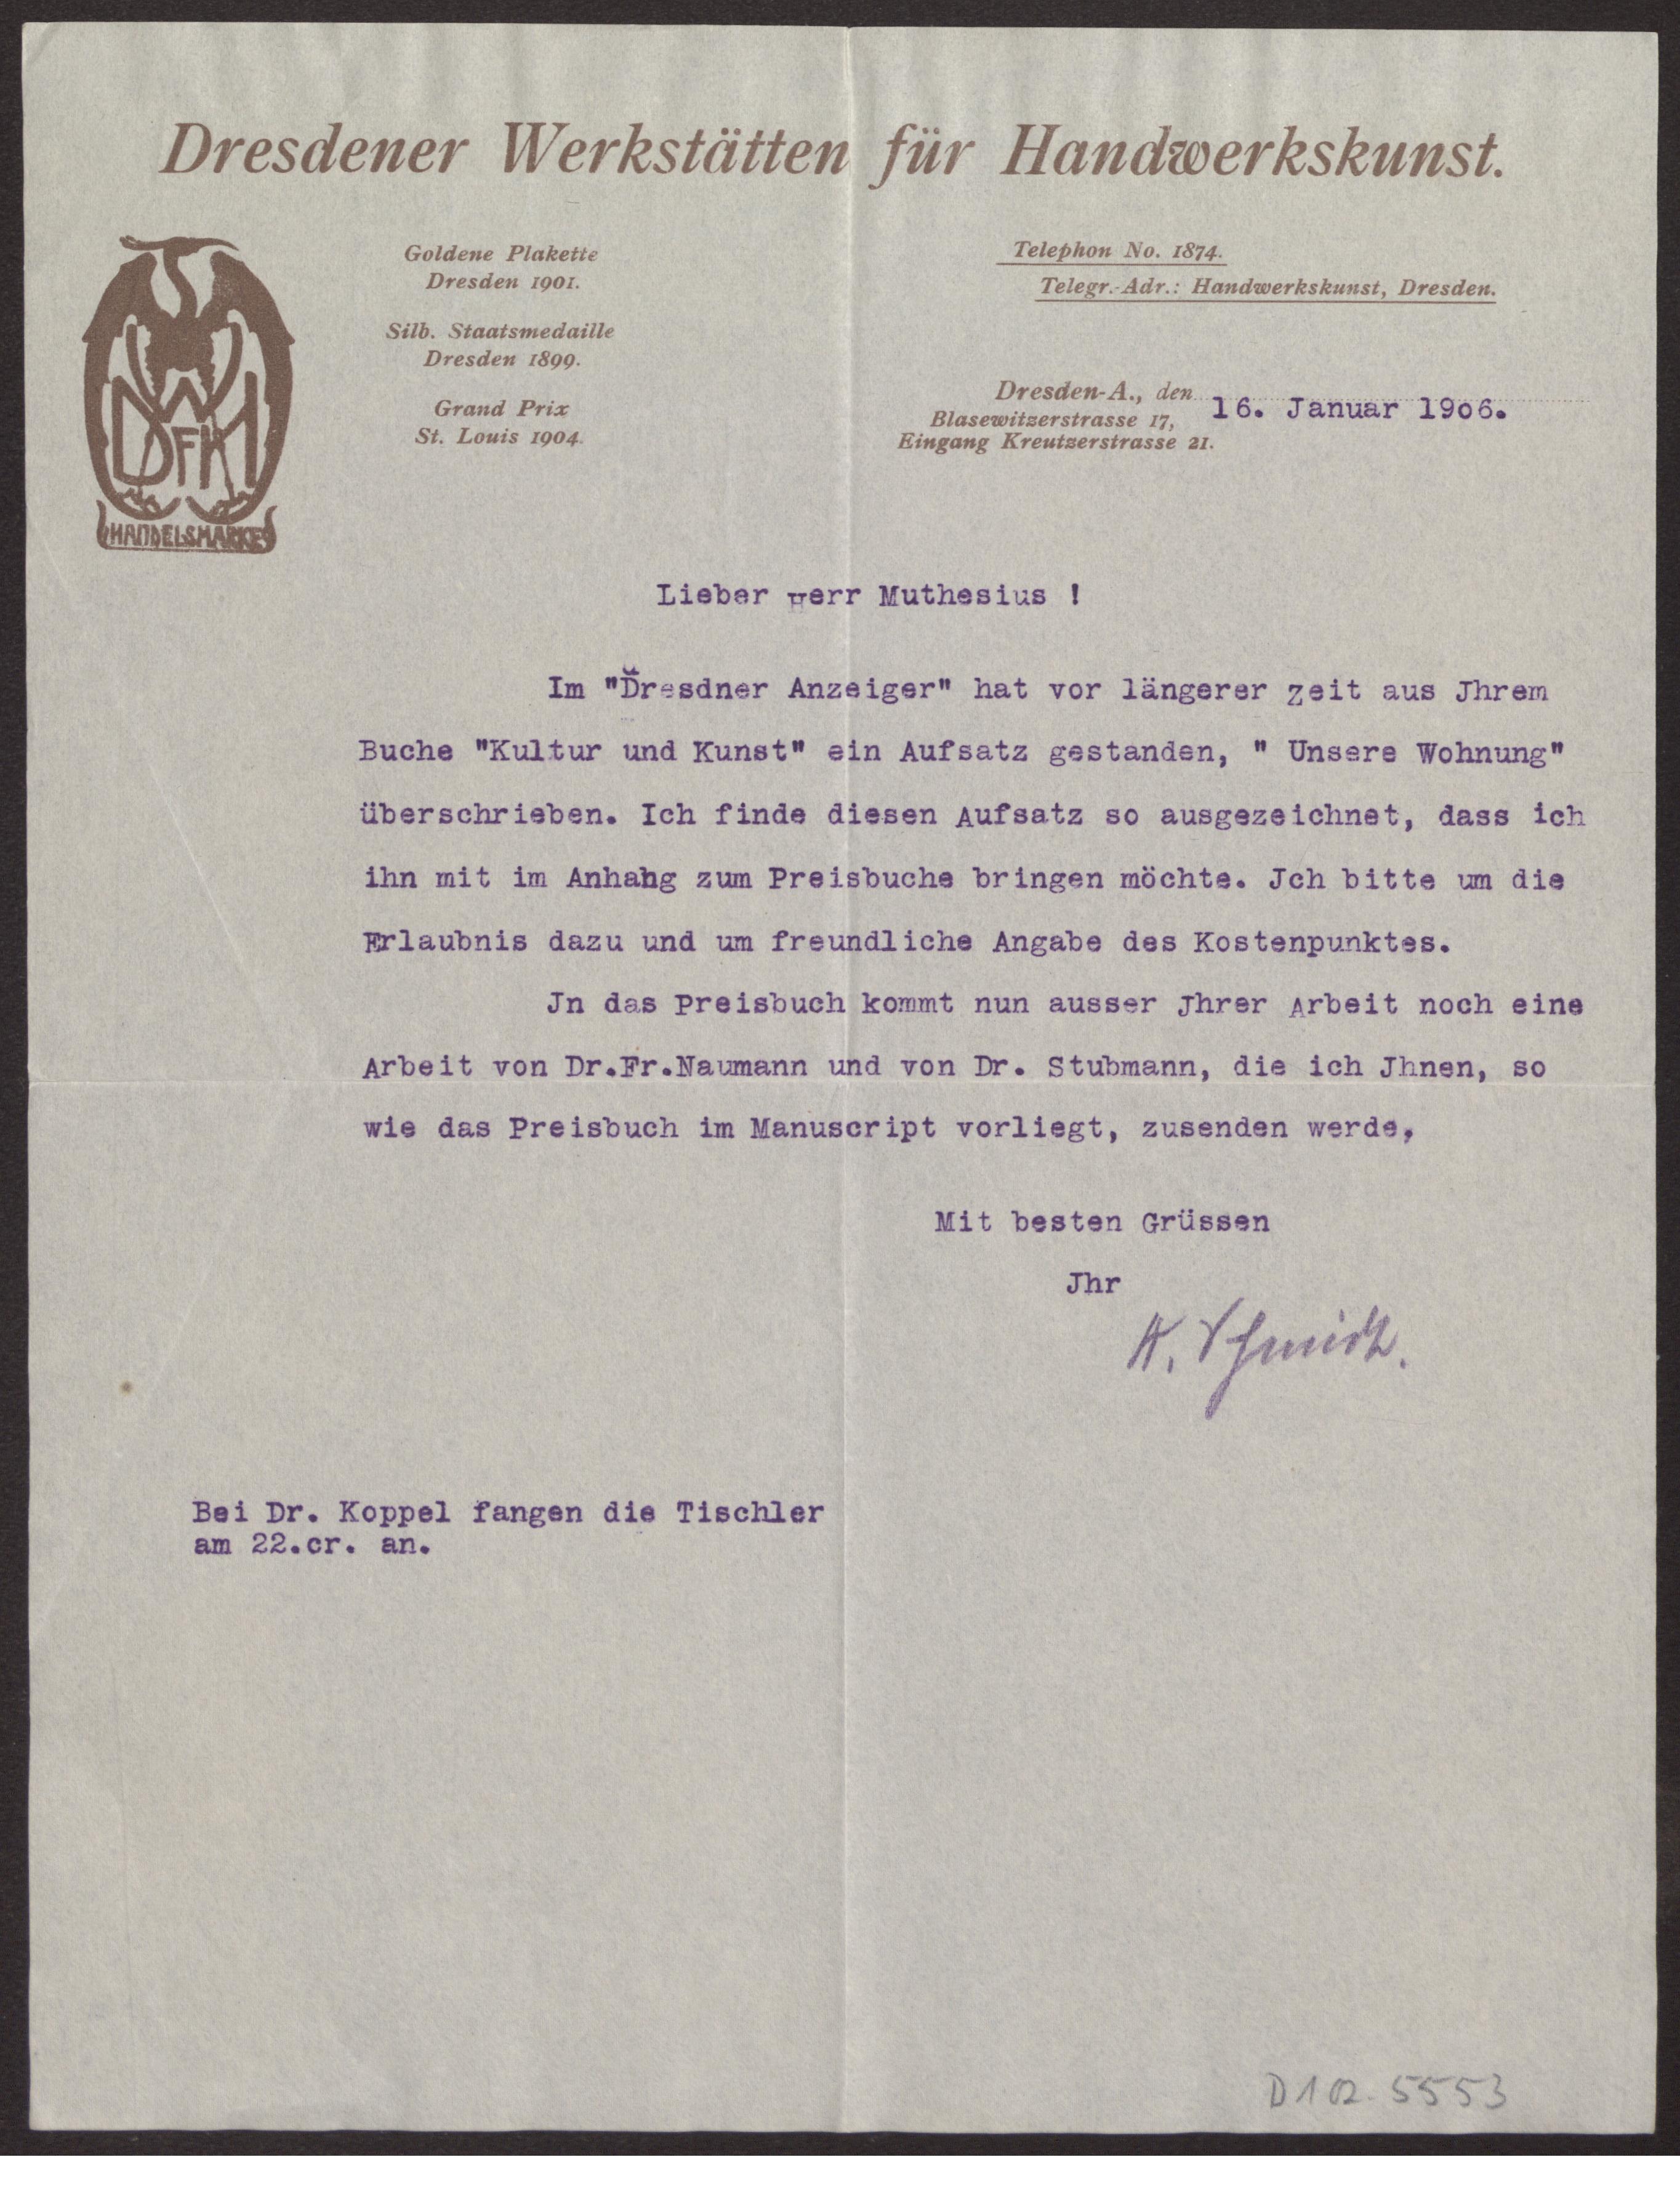 Dresdener Werkstätten für Handwerkskunst.
Goldene Plakette
Dresden 1901.
Silb. Staatsmedaille
Dresden 1899.
Grand Prix
St. Louis 1904.
DWFH
HANDELSMARKE
Telephon No. 1874.
Telegr.-Adr.: Handwerkskunst, Dresden.
Dresden-A., den 16. Januar 1906.
Blasewitzerstrasse 17,
Eingang Kreutzerstrasse 21.
Lieber Herr Muthesius !
Im "Dresdner Anzeiger" hat vor längerer Zeit aus Jhrem
Buche "Kultur und Kunst" ein Aufsatz gestanden, " Unsere Wohnung"
überschrieben. Ich finde diesen Aufsatz so ausgezeichnet, dass ich
ihn mit im Anhang zum Preisbuche bringen möchte. Jch bitte um die
Erlaubnis dazu und um freundliche Angabe des Kostenpunktes.
Jn das Preisbuch kommt nun ausser Jhrer Arbeit noch eine
Arbeit von Dr.Fr.Naumann und von Dr. Stubmann, die ich Jhnen, so
wie das Preisbuch im Manuscript vorliegt, zusenden werde,
Mit besten Grüssen
Jhr
K. Schmidt.
Bei Dr. Koppel fangen die Tischler
am 22.cr. an.
D 102-5553